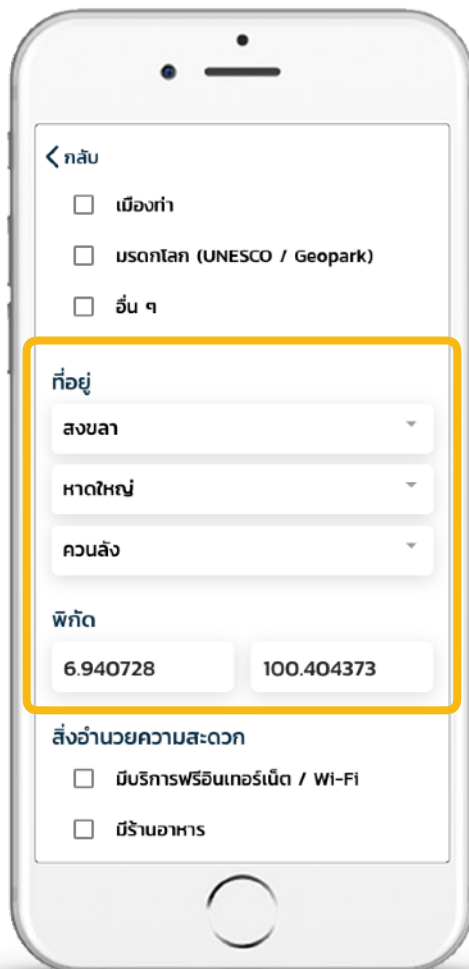 กลับ
เมืองท่า
มรดกโลก (UNESCO / Geopark)
อื่น ๆ
ที่อยู่
สงขลา
หาดใหญ่
ควนลัง
พิกัด
6.940728 100.404373
สิ่งอำนวยความสะดวก
มีบริการฟรีอินเทอร์เน็ต / Wi-Fi
มีร้านอาหาร